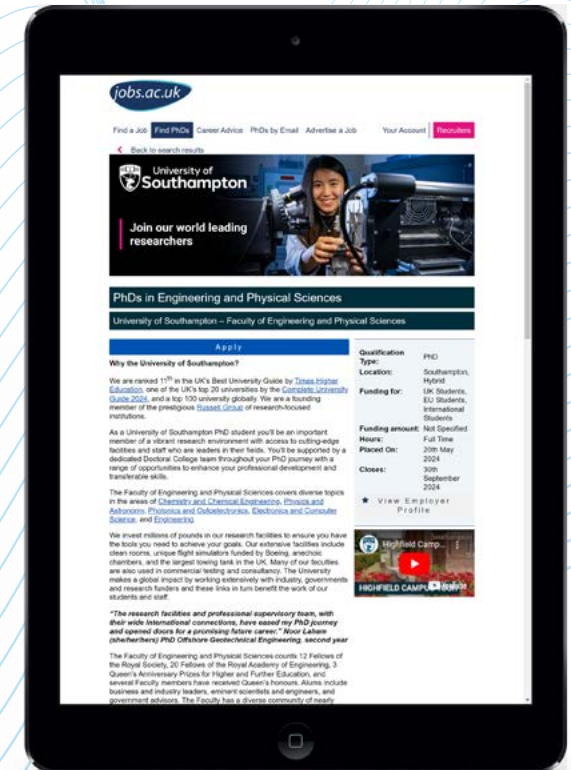 jobs.ac.uk
Find a Job Find PhDs Career Advice PhDs by Email Advertise a Job Your Account Recruiters
Back to search results
University of
Southampton
Join our world leading
researchers
PhDs in Engineering and Physical Sciences
University of Southampton – Faculty of Engineering and Physical Sciences
Apply
Why the University of Southampton?
We are ranked 11th in the UK's Best University Guide by Times Higher
Education, one of the UK's top 20 universities by the Complete University
Guide 2024, and a top 100 university globally. We are a founding
member of the prestigious Russell Group of research-focused
institutions.
As a University of Southampton PhD student you'll be an important
member of a vibrant research environment with access to cutting-edge
facilities and staff who are leaders in their fields. You'll be supported by a
dedicated Doctoral College team throughout your PhD journey with a
range of opportunities to enhance your professional development and
transferable skills.
The Faculty of Engineering and Physical Sciences covers diverse topics
in the areas of Chemistry and Chemical Engineering, Physics and
Astronomy, Photonics and Optoelectronics, Electronics and Computer
Science, and Engineering.
We invest millions of pounds in our research facilities to ensure you have
the tools you need to achieve your goals. Our extensive facilities include
clean rooms, unique flight simulators funded by Boeing, anechoic
chambers, and the largest towing tank in the UK. Many of our faculties
are also used in commercial testing and consultancy. The University
makes a global impact by working extensively with industry, governments
and research funders and these links in turn benefit the work of our
students and staff.
"The research facilities and professional supervisory team, with
their wide international connections, have eased my PhD journey
and opened doors for a promising future career." Noor Laham
(she/her/hers) PhD Offshore Geotechnical Engineering, second year
The Faculty of Engineering and Physical Sciences counts 12 Fellows of
the Royal Society, 20 Fellows of the Royal Academy of Engineering, 3
Queen's Anniversary Prizes for Higher and Further Education, and
several Faculty members have received Queen's honours. Alums include
business and industry leaders, eminent scientists and engineers, and
government advisors. The Faculty has a diverse community of nearly
Qualification Type: PhD
Location: Southampton,
Hybrid
Funding for: UK Students,
EU Students,
International
Students
Funding amount: Not Specified
Hours: Full Time
Placed On: 20th May
2024
Closes: 30th
September
2024
View Employer
Profile
Highfield Camp...
HIGHFIELD CAMPUS
YouTube